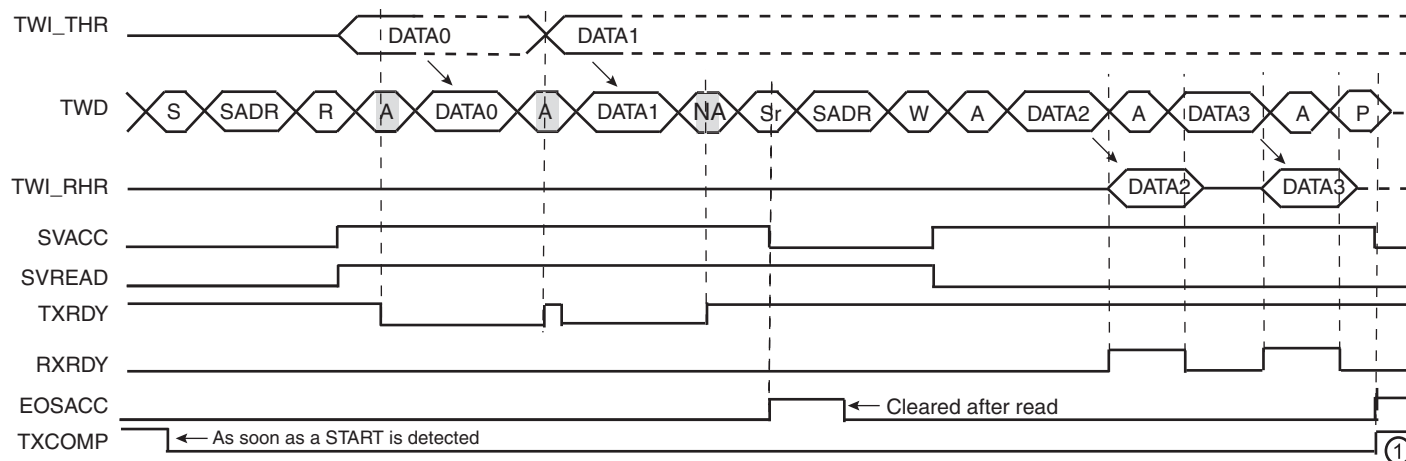 TWI_THR DATA0 DATA1
TWD S SADR R A DATA0 A DATA1 NA Sr SADR W A DATA2 A DATA3 A P
TWI_RHR DATA2 DATA3
SVACC
SVREAD
TXRDY
RXRDY
EOSACC Cleared after read
TXCOMP As soon as a START is detected 1